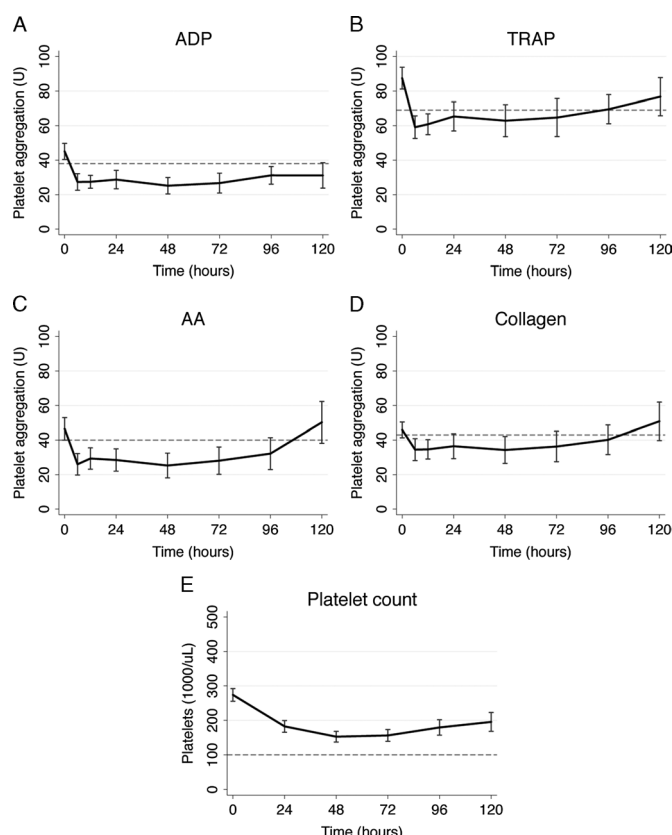 A
ADP
Platelet aggregation (U)
0 20 40 60 80 100
0 24 48 72 96 120
Time (hours)
B
TRAP
Platelet aggregation (U)
0 20 40 60 80 100
0 24 48 72 96 120
Time (hours)
C
AA
Platelet aggregation (U)
0 20 40 60 80 100
0 24 48 72 96 120
Time (hours)
D
Collagen
Platelet aggregation (U)
0 20 40 60 80 100
0 24 48 72 96 120
Time (hours)
E
Platelet count
Platelets (1000/uL)
0 100 200 300 400 500
0 24 48 72 96 120
Time (hours)